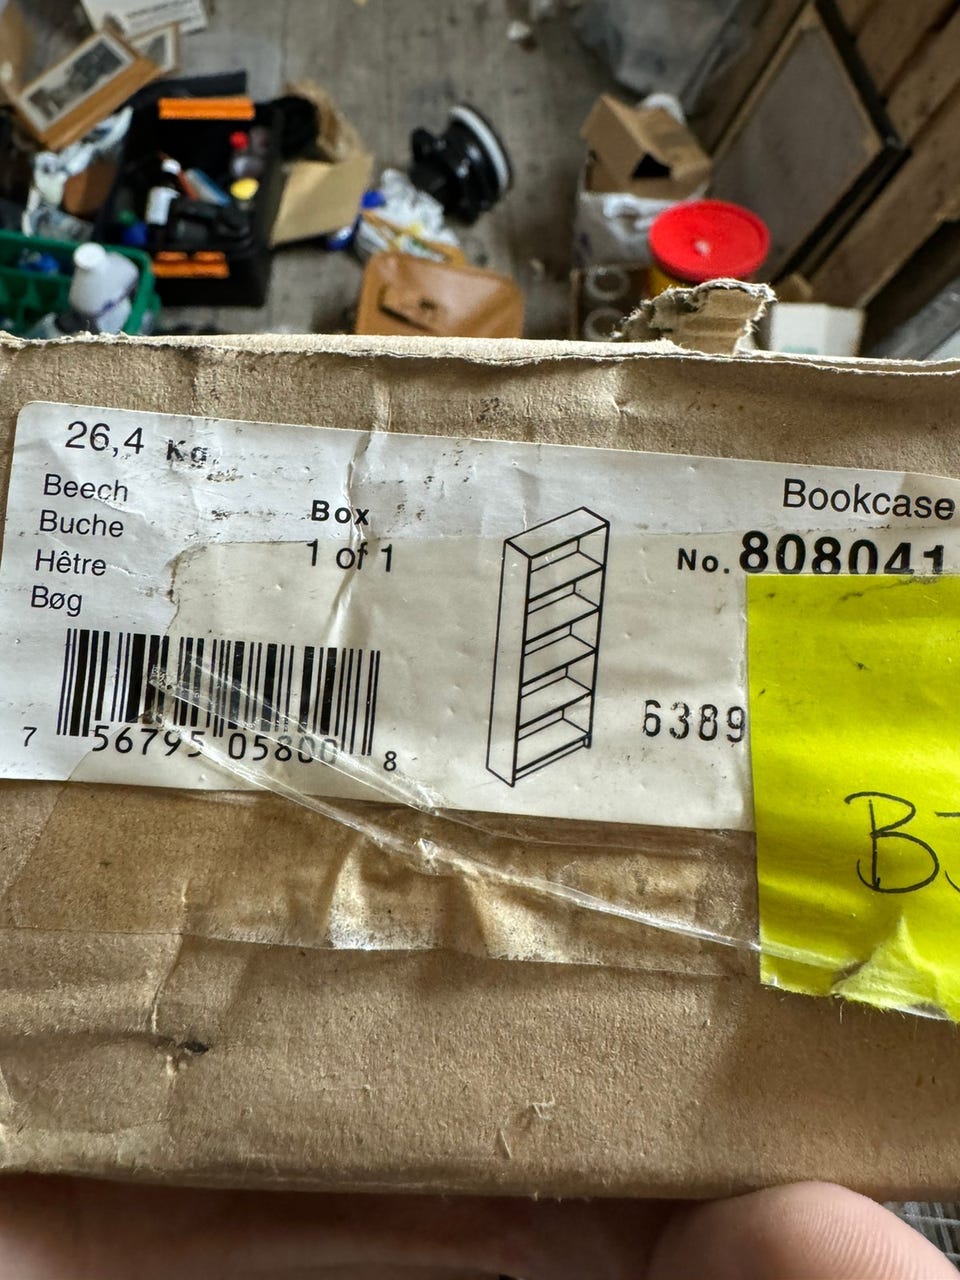 26,4 Kg.
Beech
Buche
Hêtre
Bøg
Box
1 of 1
Bookcase
No. 808041
6389
7 56795 05800 8